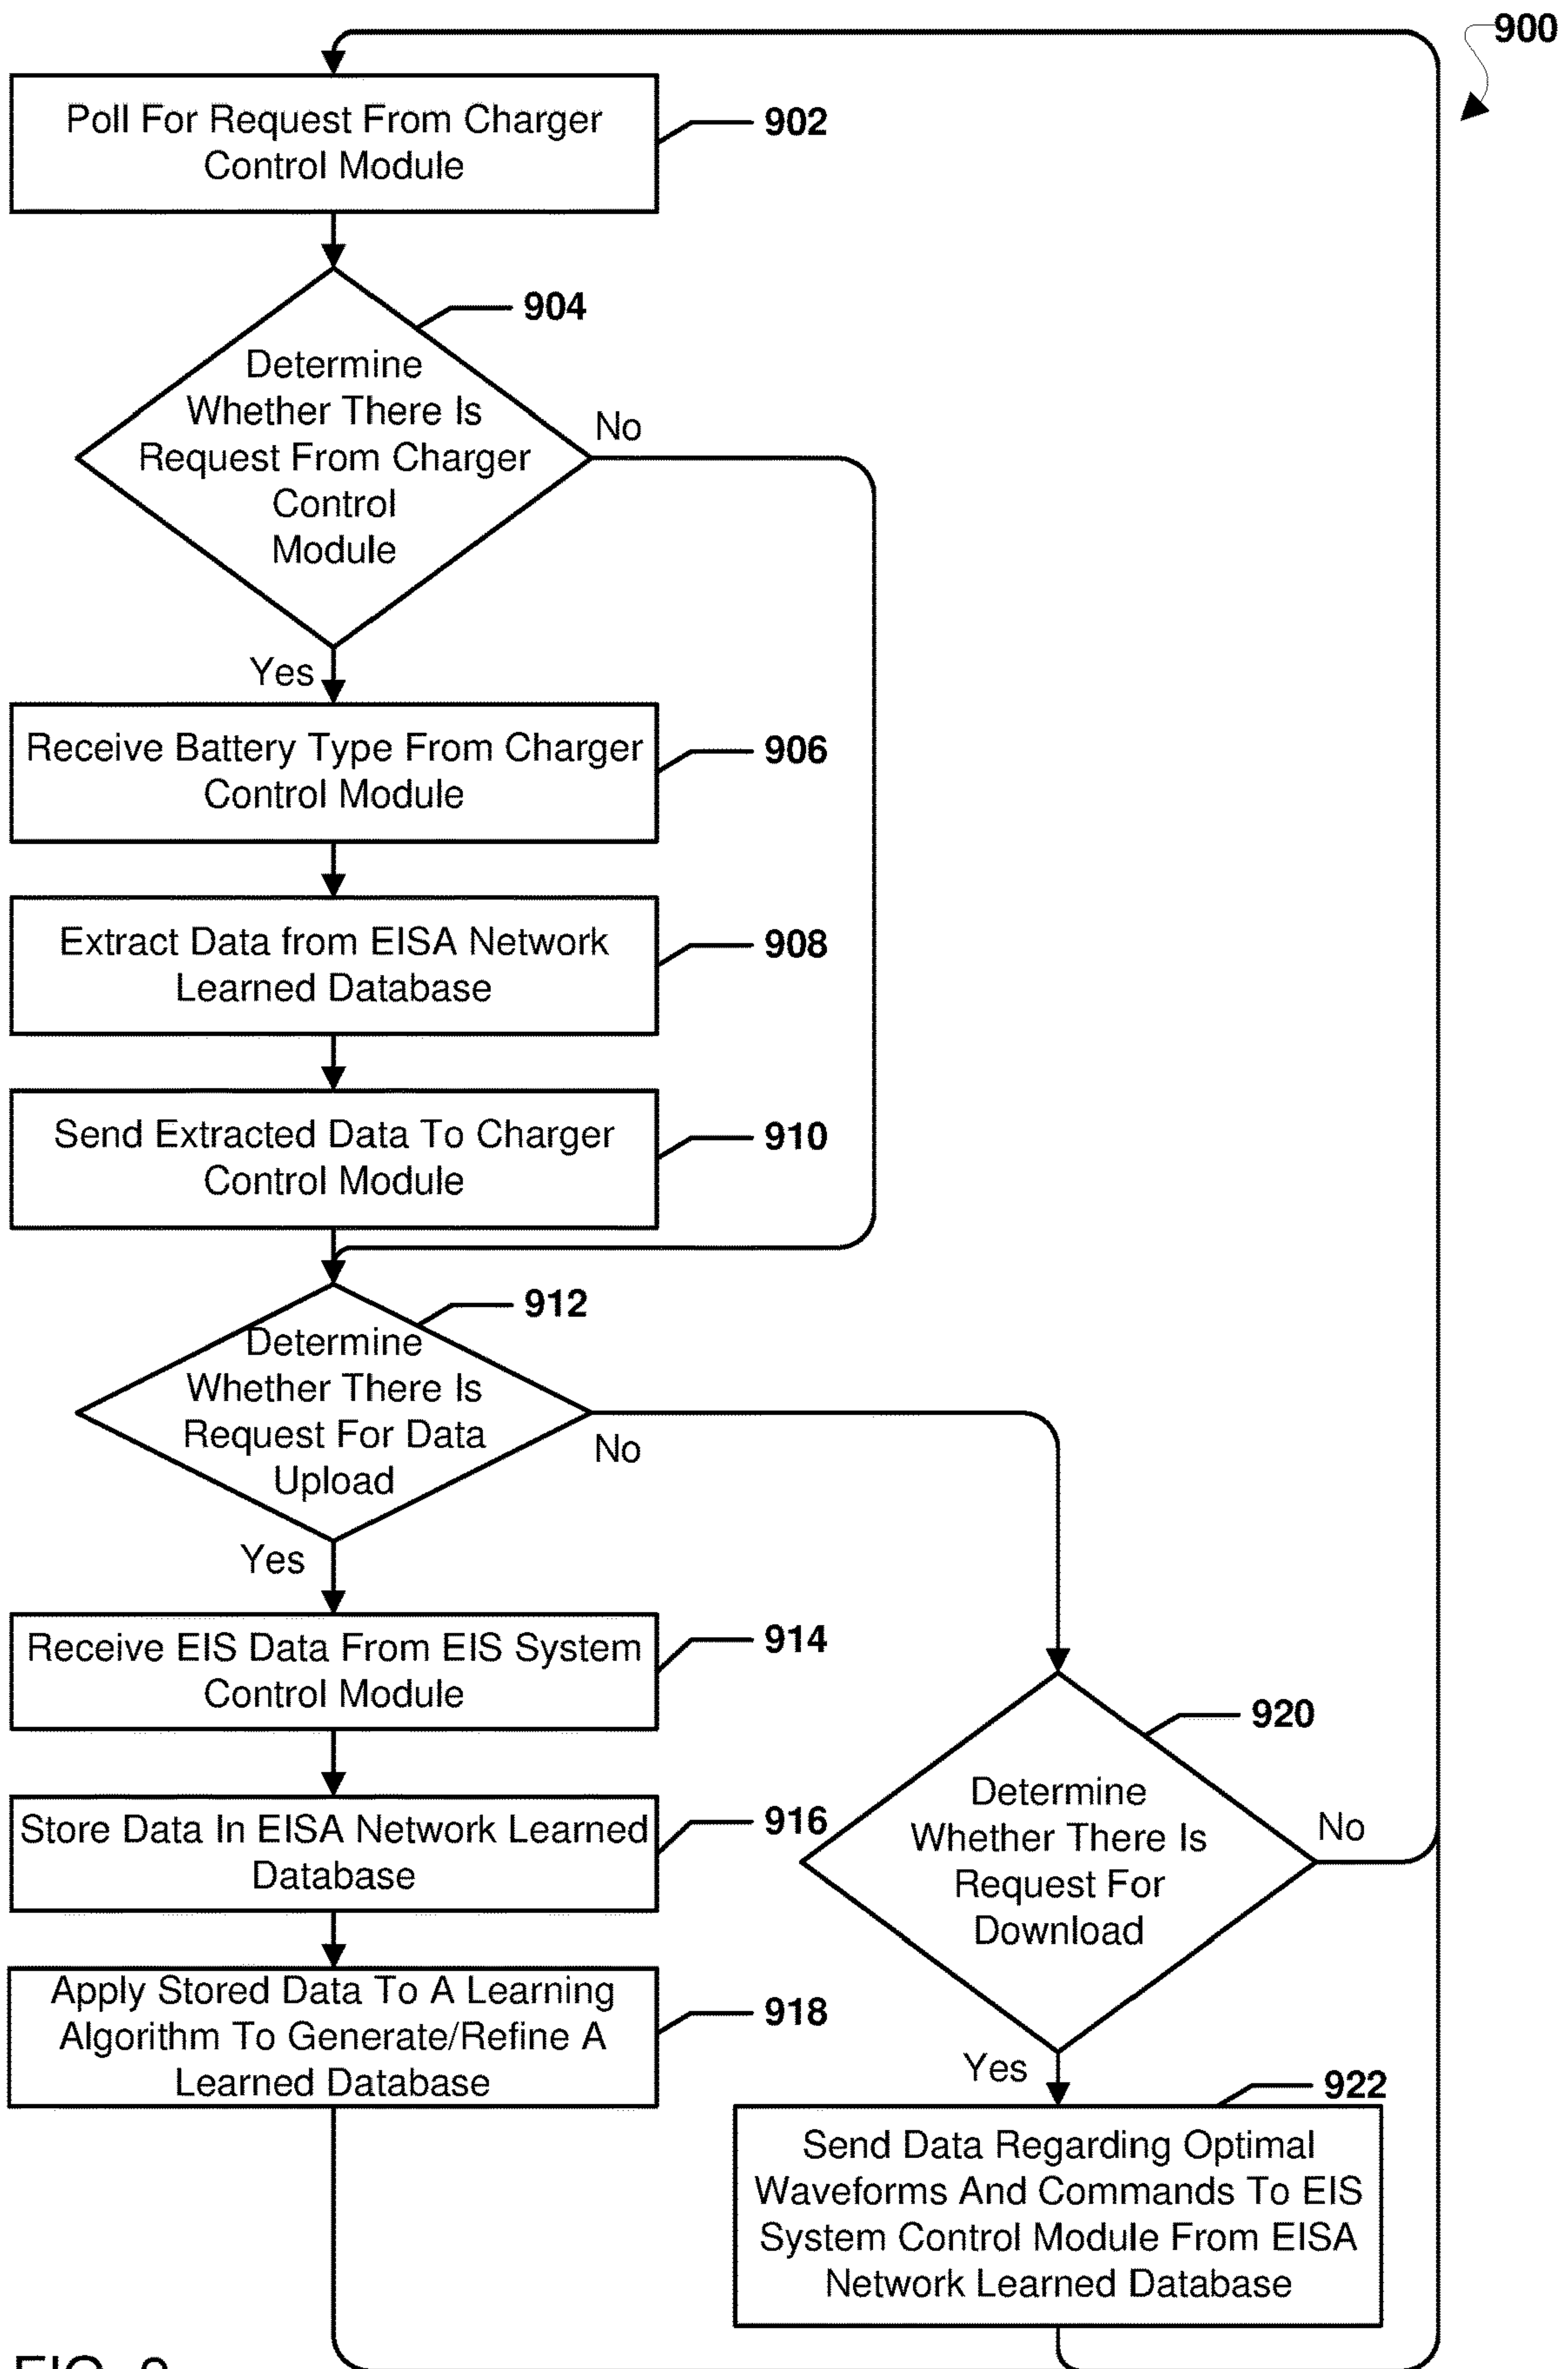 900
Poll For Request From Charger
Control Module
902
904
Determine
Whether There Is
Request From Charger
Control
Module
No
Yes
Receive Battery Type From Charger
Control Module
906
Extract Data from EISA Network
Learned Database
908
Send Extracted Data To Charger
Control Module
910
912
Determine
Whether There Is
Request For Data
Upload
No
Yes
Receive EIS Data From EIS System
Control Module
914
Store Data In EISA Network Learned
Database
916
Apply Stored Data To A Learning
Algorithm To Generate/Refine A
Learned Database
918
920
Determine
Whether There Is
Request For
Download
No
Yes
922
Send Data Regarding Optimal
Waveforms And Commands To EIS
System Control Module From EISA
Network Learned Database
FIG.